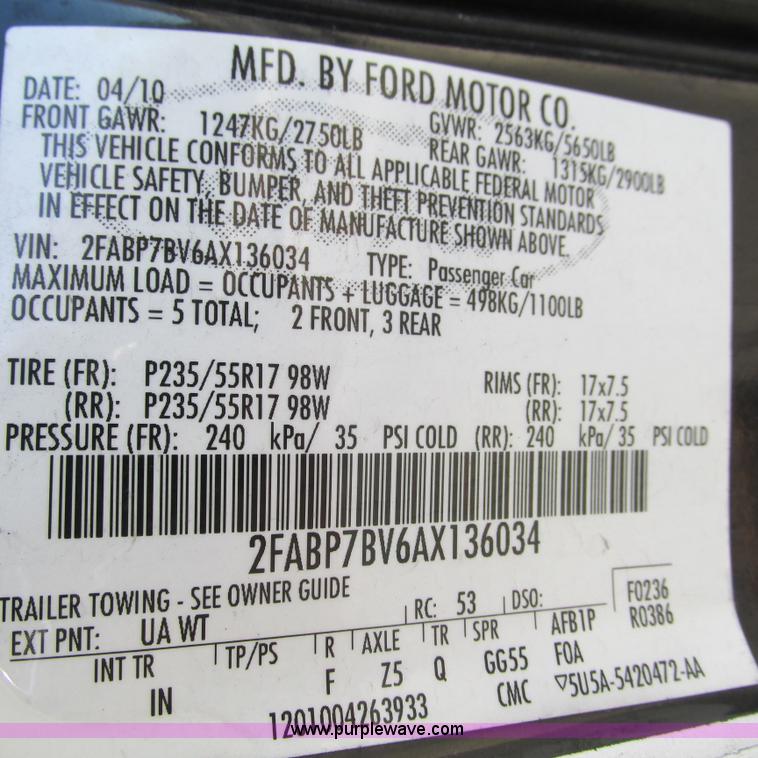 MFD. BY FORD MOTOR CO.
DATE: 04/10 GVWR: 2563KG/5650LB
FRONT GAWR: 1247KG/2750LB REAR GAWR: 1315KG/2900LB
THIS VEHICLE CONFORMS TO ALL APPLICABLE FEDERAL MOTOR
VEHICLE SAFETY, BUMPER, AND THEFT PREVENTION STANDARDS
IN EFFECT ON THE DATE OF MANUFACTURE SHOWN ABOVE.
VIN: 2FABP7BV6AX136034 TYPE: Passenger Car
MAXIMUM LOAD = OCCUPANTS + LUGGAGE = 498KG/1100LB
OCCUPANTS = 5 TOTAL; 2 FRONT, 3 REAR
TIRE (FR): P235/55R17 98W RIMS (FR): 17x7.5
(RR): P235/55R17 98W (RR): 17x7.5
PRESSURE (FR): 240 kPa/ 35 PSI COLD (RR): 240 kPa/ 35 PSI COLD
2FABP7BV6AX136034
TRAILER TOWING - SEE OWNER GUIDE
EXT PNT: UA WT RC: 53 DSO: F0236
INT TR TP/PS R AXLE TR SPR AFB1P R0386
IN F Z5 Q GG55 FOA
1201004263933 CMC ▽5U5A-5420472-AA
www.purplewave.com